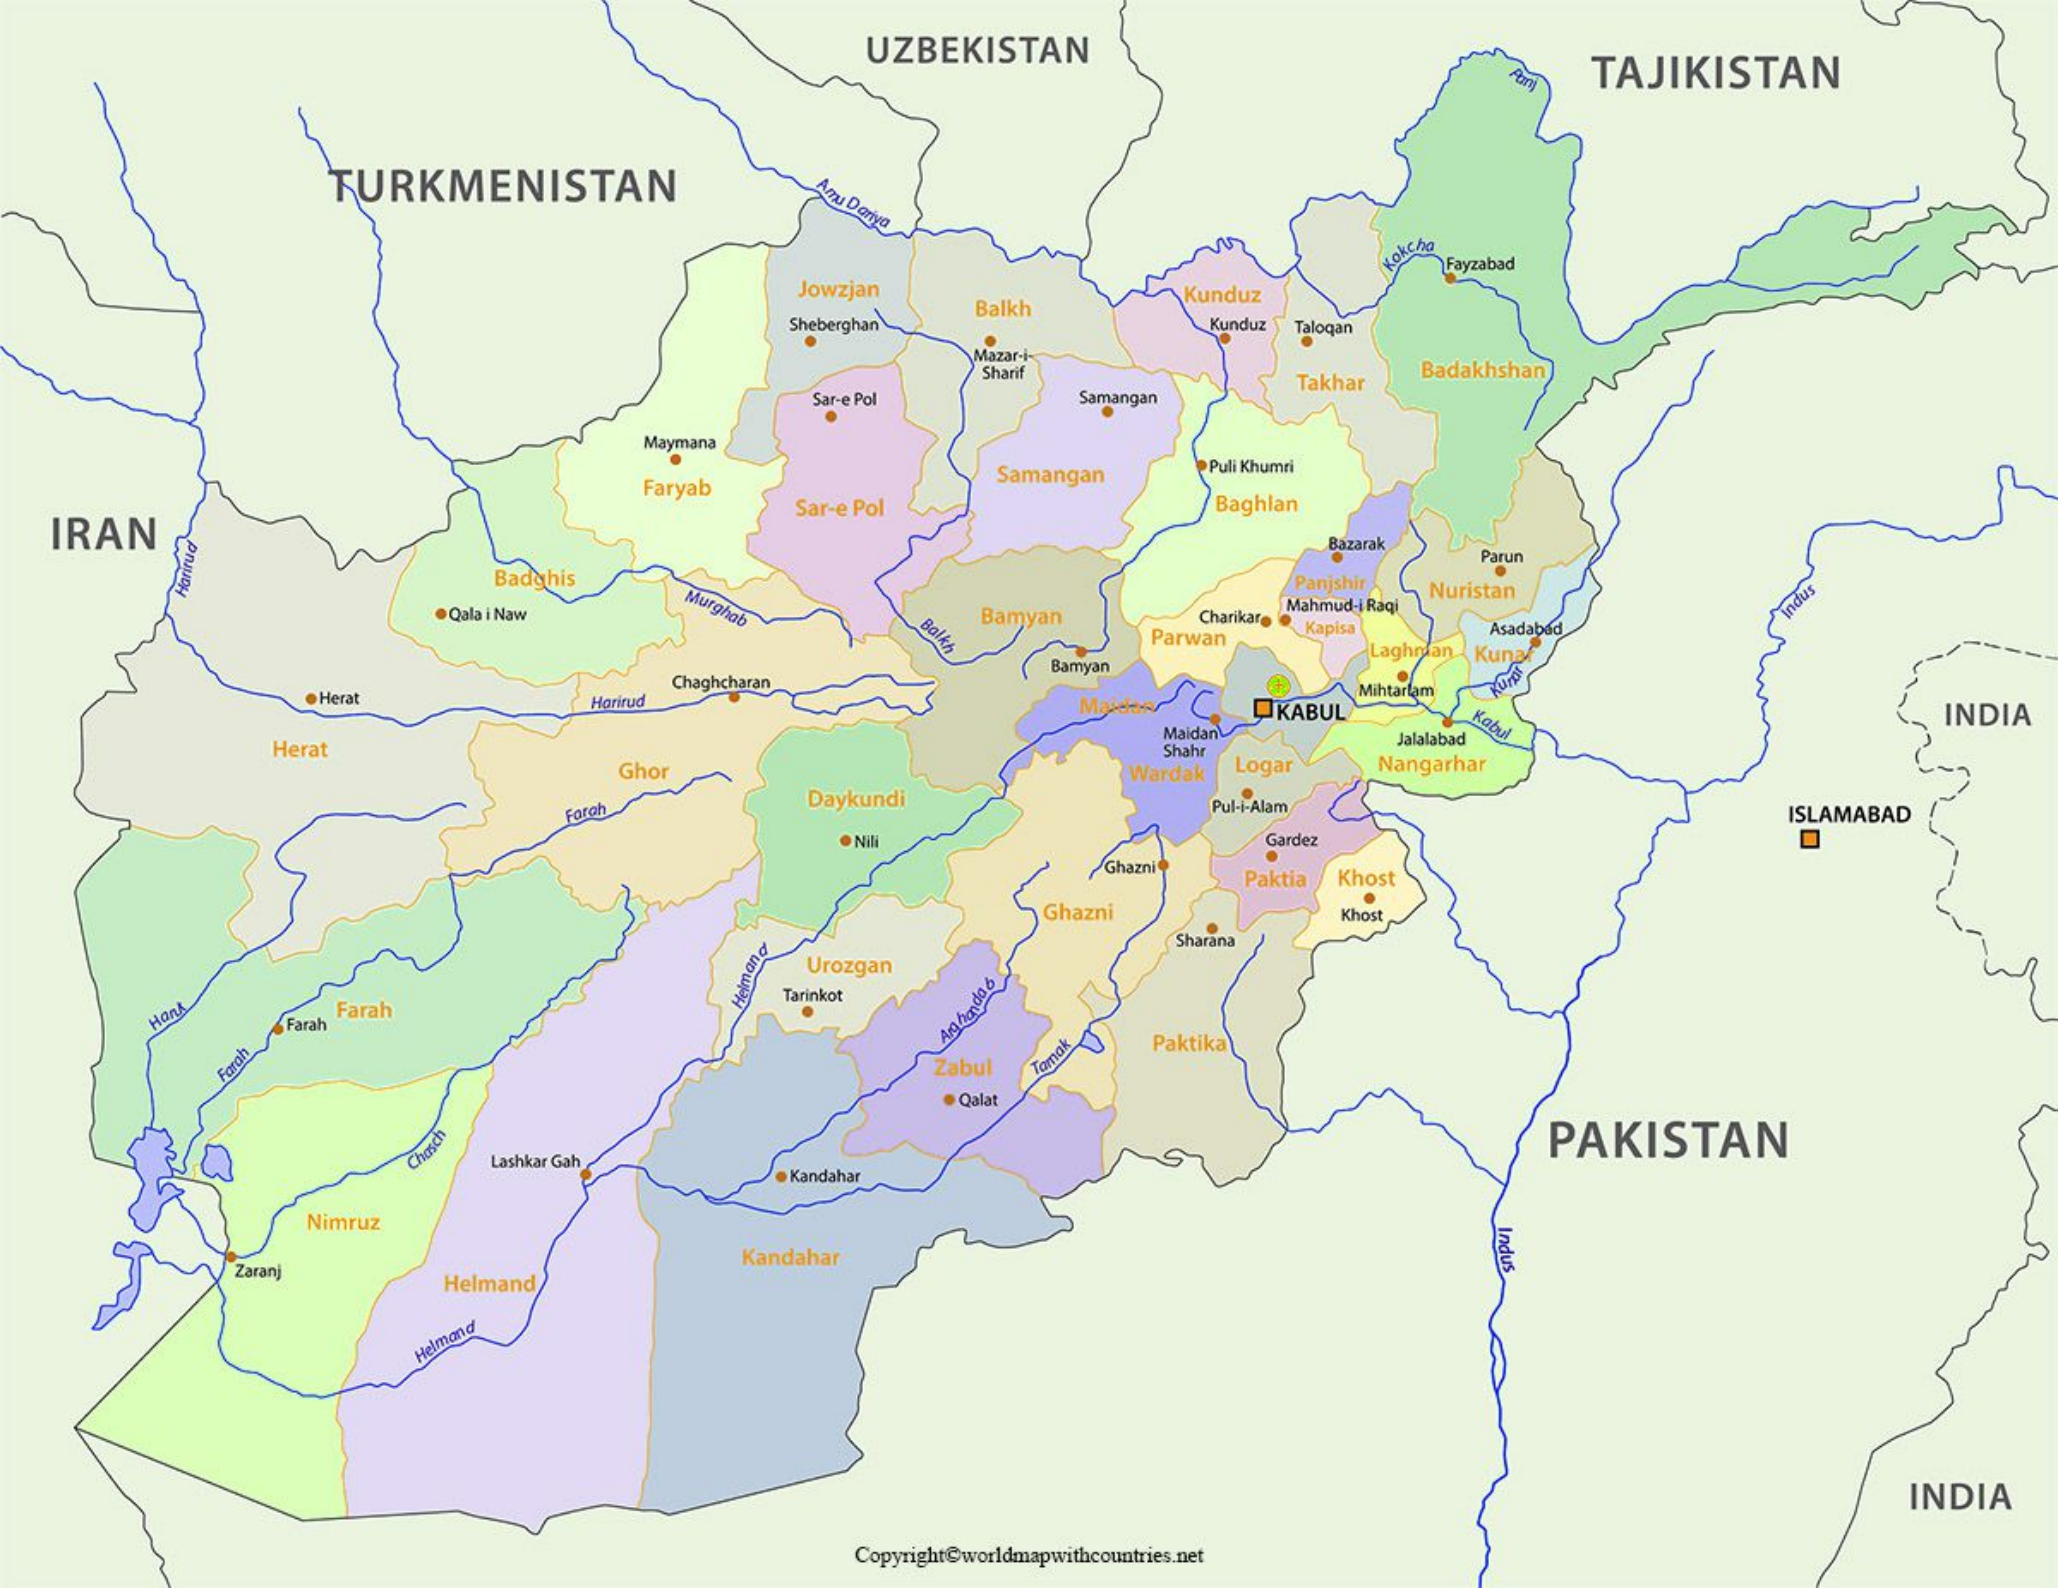 UZBEKISTAN
TAJIKISTAN
Panj
TURKMENISTAN
Amu Dariya
Kokcha
Fayzabad
Jowzjan
Balkh
Kunduz
Sheberghan
Kunduz
Taloqan
Mazar-i-
Sharif
Takhar
Badakhshan
Sar-e Pol
Samangan
Maymana
Faryab
Samangan
Puli Khumri
Sar-e Pol
Baghlan
IRAN
Harirud
Bazarak
Parun
Badghis
Panjshir
Nuristan
Qala i Naw
Murghab
Mahmud-i Raqi
Indus
Bamyan
Charikar
Kapisa
Asadabad
Balkh
Parwan
Laghman
Kunar
Bamyan
Chaghcharan
Mihtarlam
Kunar
Herat
Harirud
Maidan
KABUL
INDIA
Maidan
Shahr
Kabul
Jalalabad
Herat
Ghor
Wardak
Logar
Nangarhar
Daykundi
Pul-i-Alam
Farah
ISLAMABAD
Nili
Gardez
Ghazni
Paktia
Khost
Ghazni
Khost
Sharana
Urozgan
Helmand
Tarinkot
Farah
Harut
Farah
Paktika
Farah
Tarnak
Zabul
Qalat
PAKISTAN
Chasch
Lashkar Gah
Kandahar
Nimruz
Indus
Kandahar
Zaranj
Helmand
Helmand
INDIA
Copyright©worldmapwithcountries.net